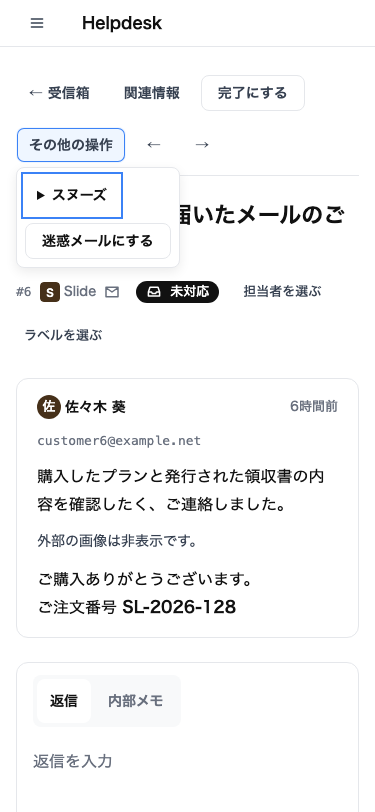 Helpdesk
← 受信箱
関連情報
完了にする
その他の操作
←
→
▶ スヌーズ
届いたメールのご
迷惑メールにする
#6
S
Slide
未対応
担当者を選ぶ
ラベルを選ぶ
佐
佐々木 葵
6時間前
customer6@example.net
購入したプランと発行された領収書の内
容を確認したく、ご連絡しました。
外部の画像は非表示です。
ご購入ありがとうございます。
ご注文番号 SL-2026-128
返信
内部メモ
返信を入力